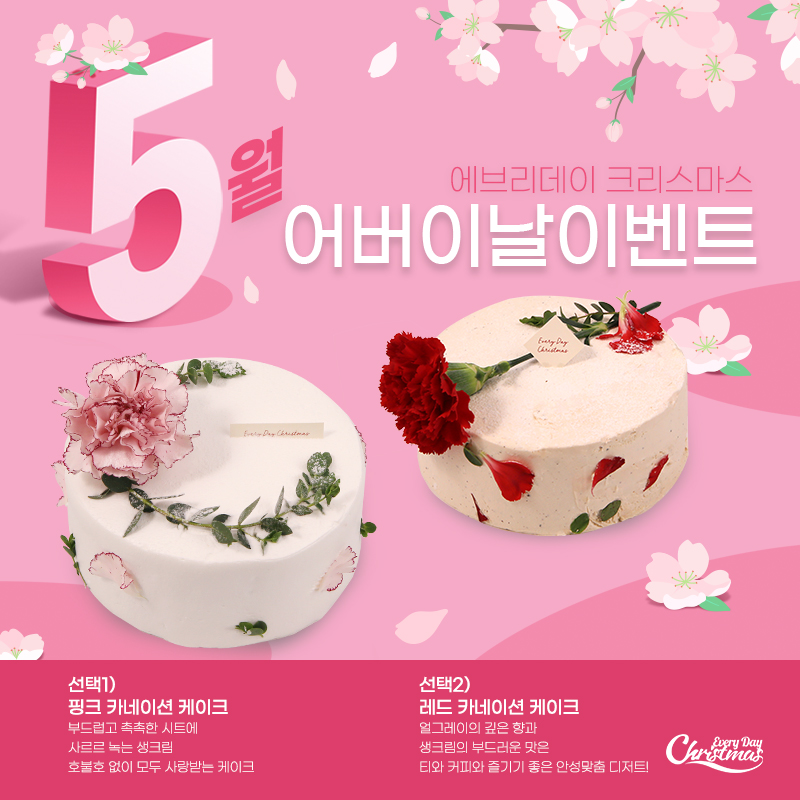 5월
에브리데이 크리스마스
어버이날이벤트
Every Day Christmas
Every Day
Christmas
선택1)
핑크 카네이션 케이크
부드럽고 촉촉한 시트에
사르르 녹는 생크림
호불호 없이 모두 사랑받는 케이크
선택2)
레드 카네이션 케이크
얼그레이의 깊은 향과
생크림의 부드러운 맛은
티와 커피와 즐기기 좋은 안성맞춤 디저트!
Every Day
Christmas